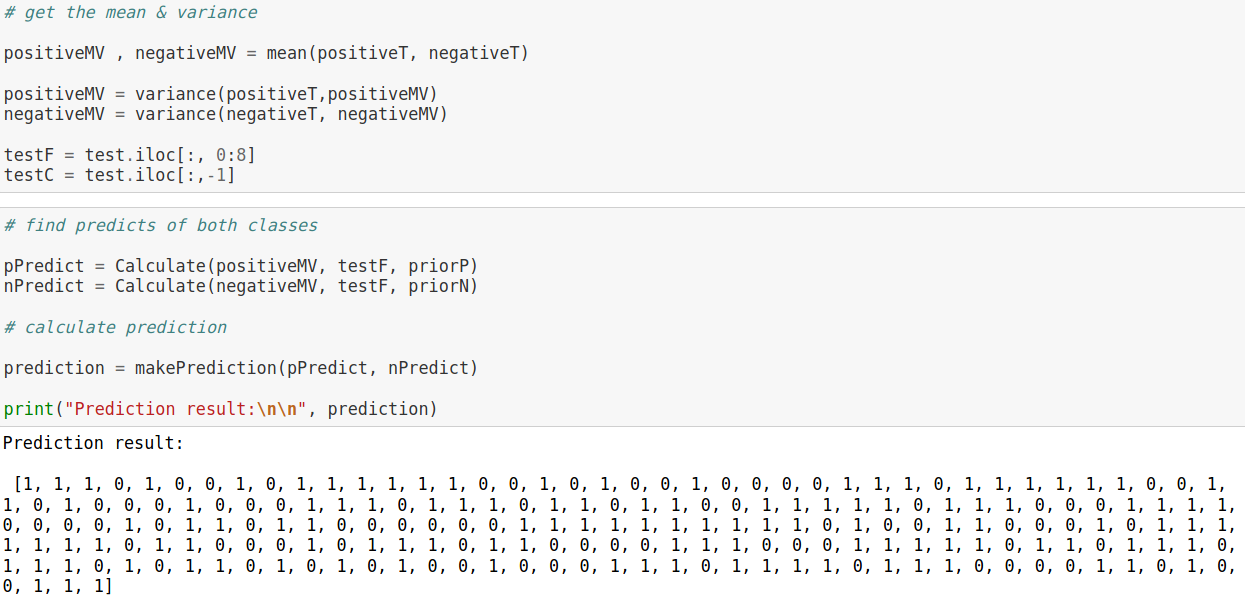 # get the mean & variance
positiveMV , negativeMV = mean(positiveT, negativeT)
positiveMV = variance(positiveT,positiveMV)
negativeMV = variance(negativeT, negativeMV)
testF = test.iloc[:, 0:8]
testC = test.iloc[:,-1]
# find predicts of both classes
pPredict = Calculate(positiveMV, testF, priorP)
nPredict = Calculate(negativeMV, testF, priorN)
# calculate prediction
prediction = makePrediction(pPredict, nPredict)
print("Prediction result:\n\n", prediction)
Prediction result:
[1, 1, 1, 0, 1, 0, 0, 1, 0, 1, 1, 1, 1, 1, 1, 0, 0, 1, 0, 1, 0, 0, 1, 0, 0, 0, 0, 1, 1, 1, 0, 1, 1, 1, 1, 1, 1, 0, 0, 1,
1, 0, 1, 0, 0, 0, 1, 0, 0, 0, 1, 1, 1, 0, 1, 1, 1, 0, 1, 1, 0, 1, 1, 0, 0, 1, 1, 1, 1, 1, 0, 1, 1, 1, 0, 0, 0, 1, 1, 1, 1,
0, 0, 0, 0, 1, 0, 1, 1, 0, 1, 1, 0, 0, 0, 0, 0, 0, 1, 1, 1, 1, 1, 1, 1, 1, 1, 1, 0, 1, 0, 0, 1, 1, 0, 0, 0, 1, 0, 1, 1, 1,
1, 1, 1, 1, 0, 1, 1, 0, 0, 0, 1, 0, 1, 1, 1, 0, 1, 1, 0, 0, 0, 0, 1, 1, 1, 0, 0, 0, 1, 1, 1, 1, 1, 0, 1, 1, 0, 1, 1, 1, 0,
1, 1, 1, 0, 1, 0, 1, 1, 0, 1, 0, 1, 0, 1, 0, 0, 1, 0, 0, 0, 1, 1, 1, 0, 1, 1, 1, 1, 0, 1, 1, 1, 0, 0, 0, 0, 1, 1, 0, 1, 0,
0, 1, 1, 1]